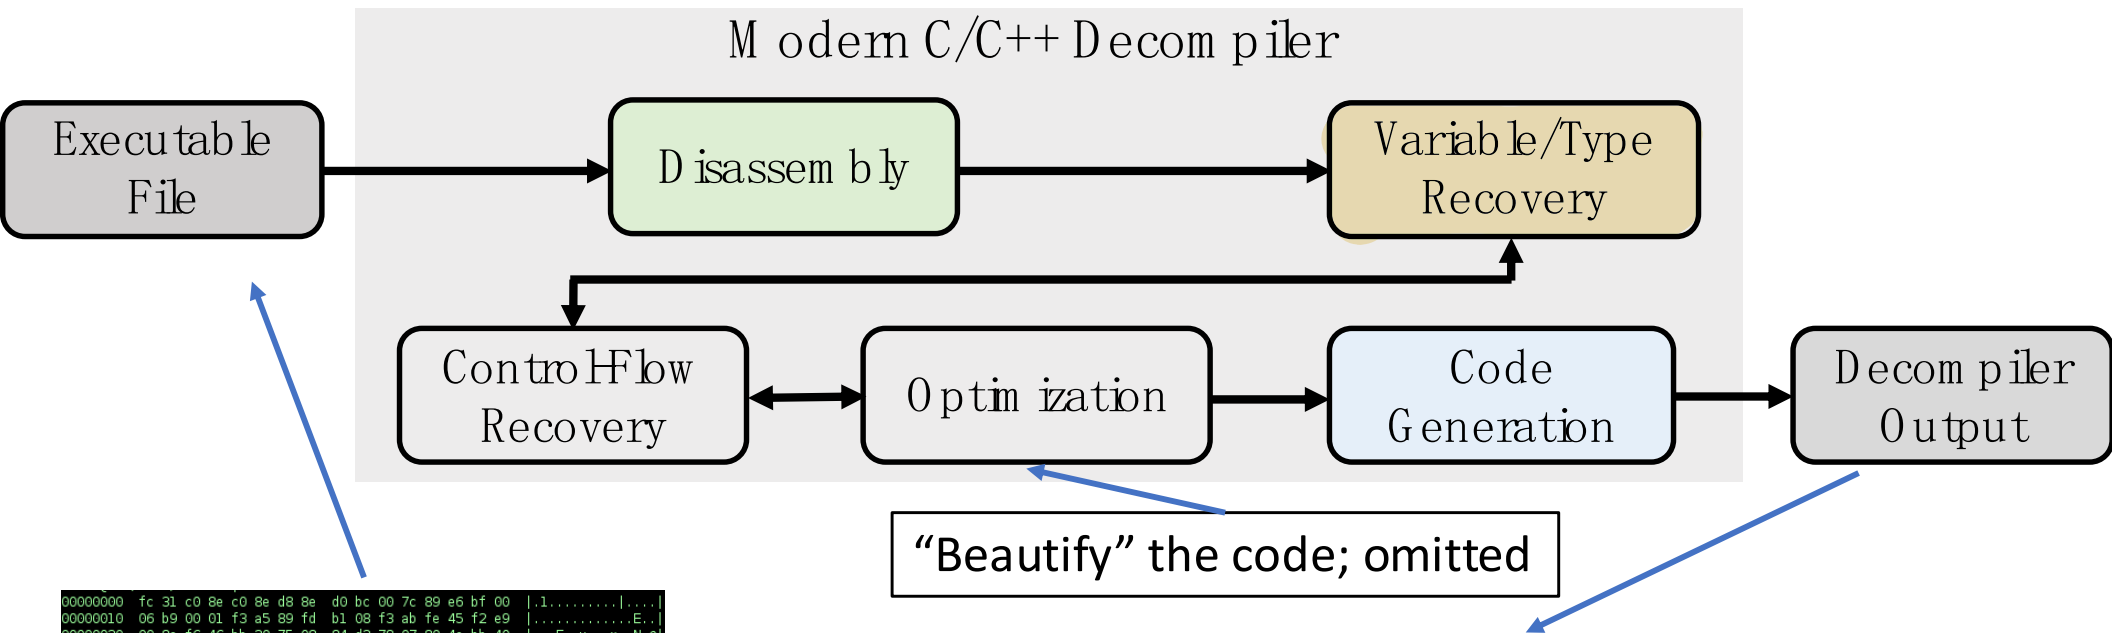 Modern C/C++ Decompiler
Executable
File
Disassembly
Variable/Type
Recovery
Control-Flow
Recovery
Optimization
Code
Generation
Decompiler
Output
“Beautify” the code; omitted
00000000 fc 31 c0 8e c0 8e d8 8e d0 bc 00 7c 89 e6 bf 00 |.1.........|....|
00000010 06 b9 00 01 f3 a5 89 fd b1 08 f3 ab fe 45 f2 e9 |.............E..|